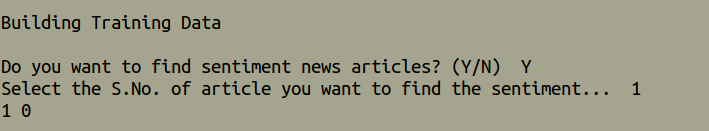 Building Training Data
Do you want to find sentiment news articles? (Y/N)  Y
Select the S.No. of article you want to find the sentiment...  1
1 0